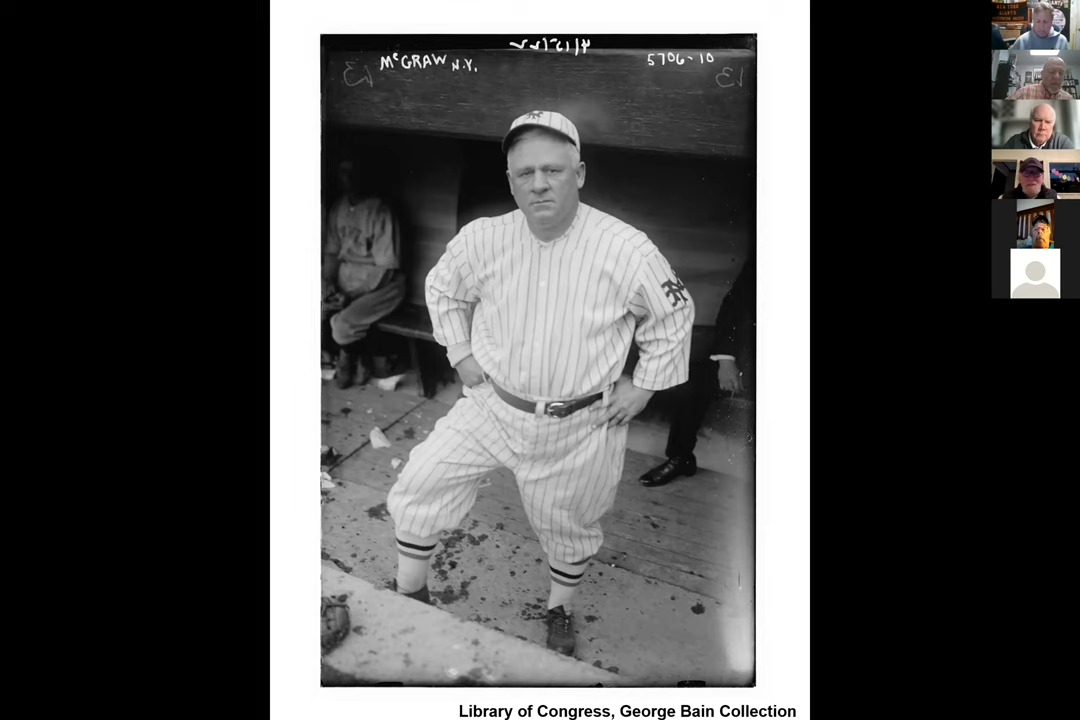 McGRAW N.Y. 5706-10
Library of Congress, George Bain Collection